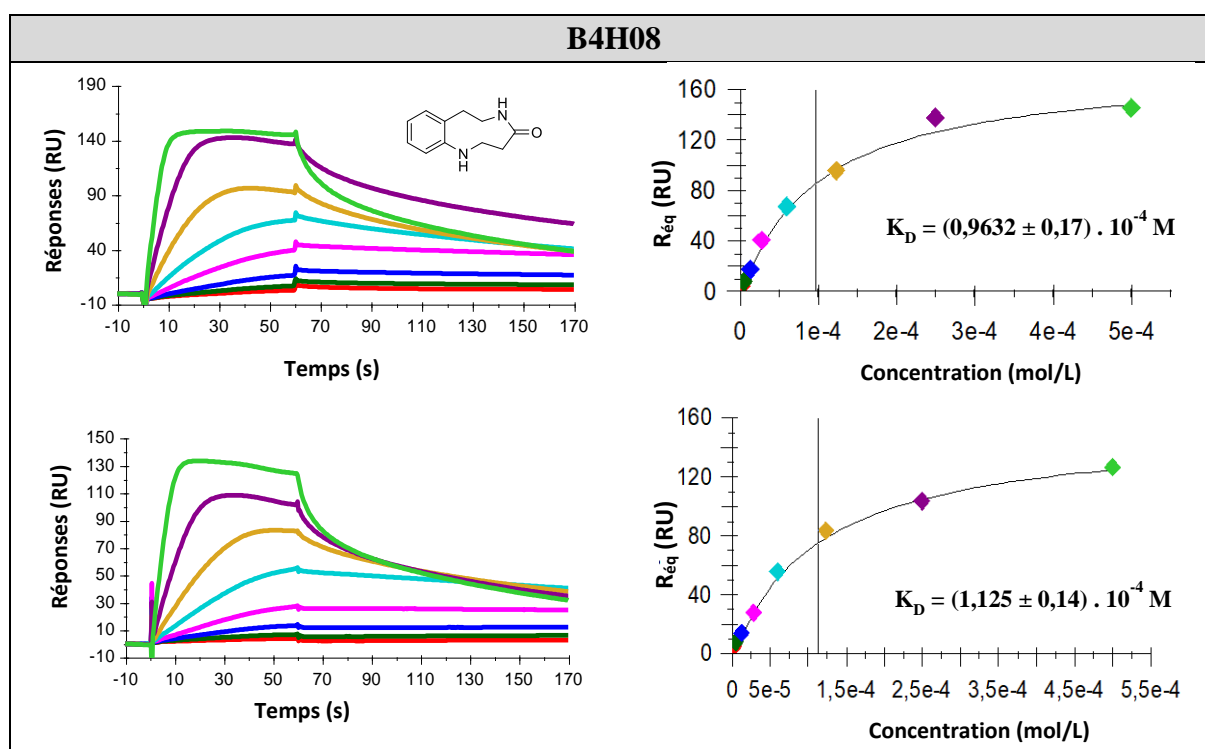 B4H08
190
140
90
40
-10
Réponses (RU)
-10 10 30 50 70 90 110 130 150 170
Temps (s)
H
N
O
N
H
160
120
80
40
0
R éq (RU)
K D = (0,9632 ± 0,17) . 10 -4 M
0 1e-4 2e-4 3e-4 4e-4 5e-4
Concentration (mol/L)
150
130
110
90
70
50
30
10
-10
Réponses (RU)
-10 10 30 50 70 90 110 130 150 170
Temps (s)
160
120
80
40
0
R éq (RU)
K D = (1,125 ± 0,14) . 10 -4 M
0 5e-5 1,5e-4 2,5e-4 3,5e-4 4,5e-4 5,5e-4
Concentration (mol/L)